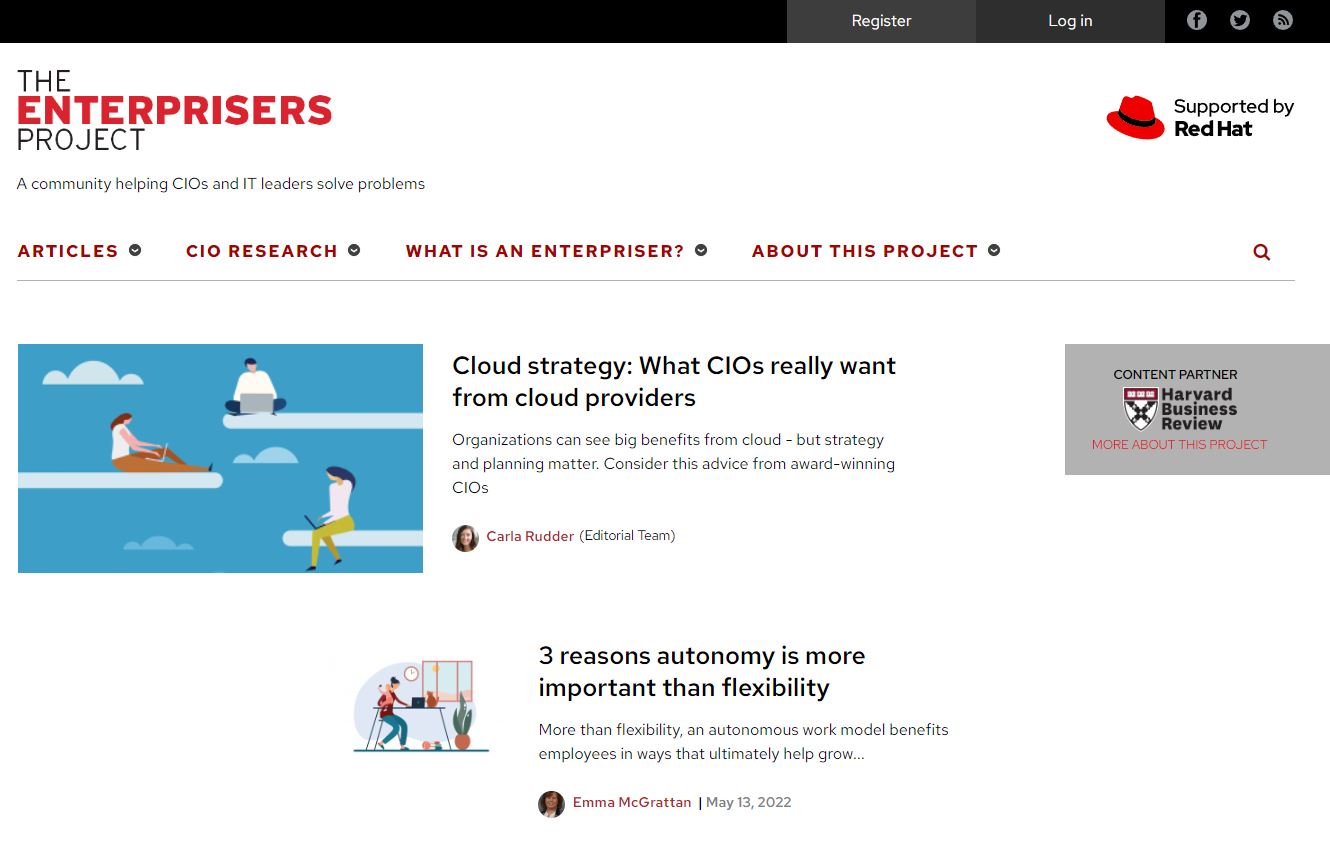 Register
Log in
THE
ENTERPRISERS
PROJECT
Supported by
Red Hat
A community helping CIOs and IT leaders solve problems
ARTICLES
CIO RESEARCH
WHAT IS AN ENTERPRISER?
ABOUT THIS PROJECT
Cloud strategy: What CIOs really want
from cloud providers
Organizations can see big benefits from cloud - but strategy
and planning matter. Consider this advice from award-winning
CIOs
Carla Rudder (Editorial Team)
CONTENT PARTNER
Harvard
Business
Review
MORE ABOUT THIS PROJECT
3 reasons autonomy is more
important than flexibility
More than flexibility, an autonomous work model benefits
employees in ways that ultimately help grow...
Emma McGrattan | May 13, 2022